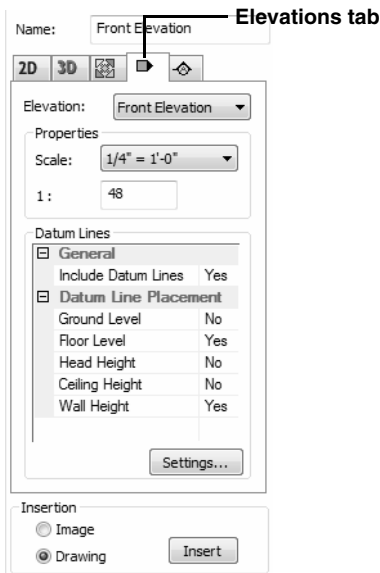 Elevations tab
Name: Front Elevation
2D 3D A
Elevation: Front Elevation
Properties
Scale: 1/4" = 1'-0"
1 : 48
Datum Lines
General
Include Datum Lines Yes
Datum Line Placement
Ground Level No
Floor Level Yes
Head Height No
Ceiling Height No
Wall Height Yes
Settings...
Insertion
Image
Drawing Insert